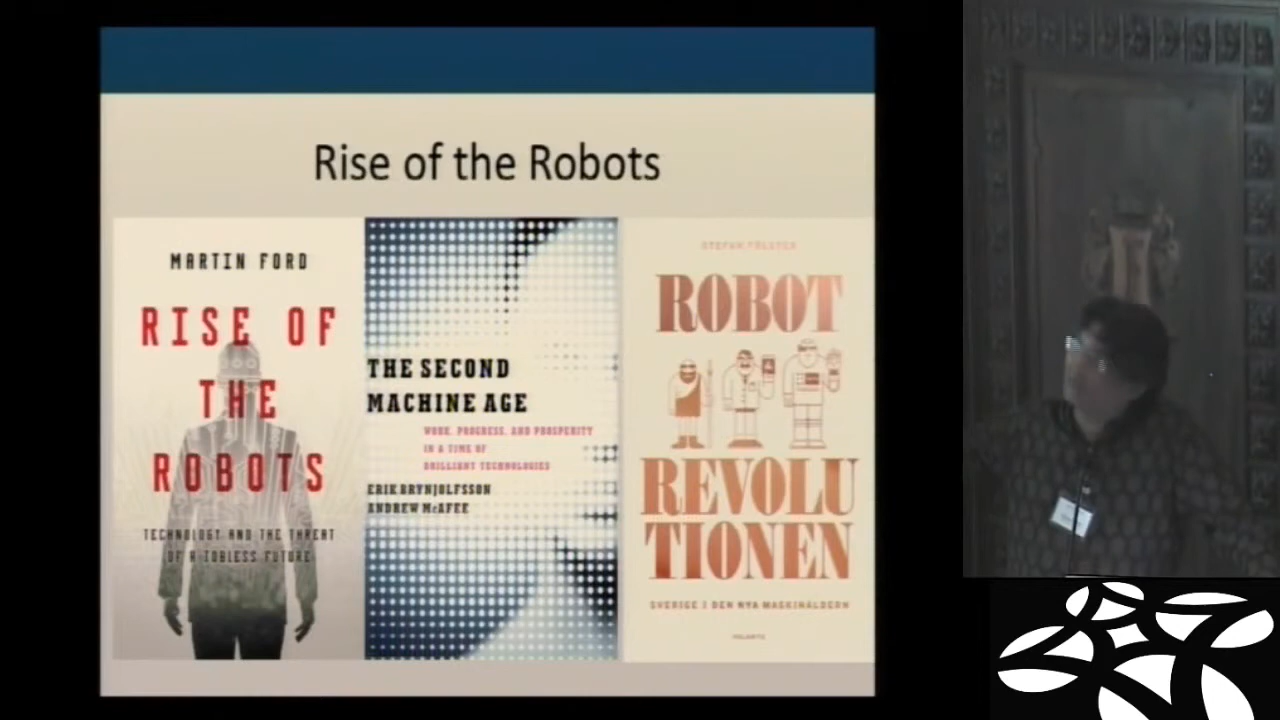 Rise of the Robots
MARTIN FORD
RISE OF
THE
ROBOTS
TECHNOLOGY AND THE THREAT
OF A JOBLESS FUTURE
THE SECOND
MACHINE AGE
WORK, PROGRESS, AND PROSPERITY
IN A TIME OF
BRILLIANT TECHNOLOGIES
ERIK BRYNJOLFSSON
ANDREW McAFEE
STEFAN FÖLSTER
ROBOT
REVOLU
TIONEN
SVERIGE I DEN NYA MASKINÅLDERN